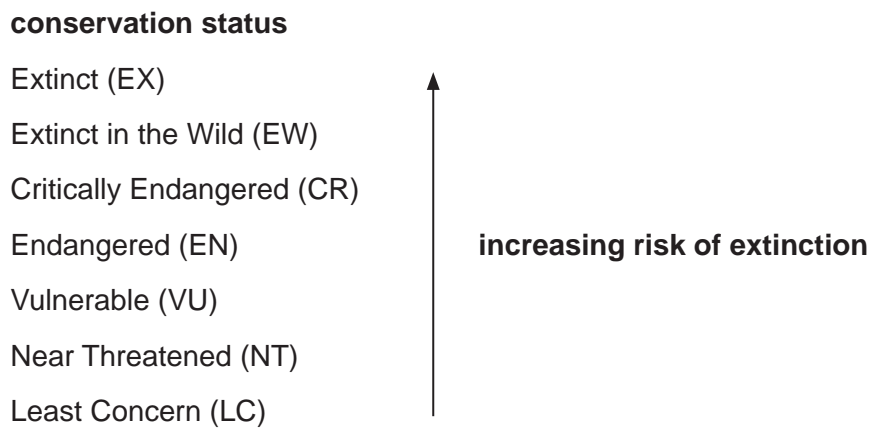 conservation status
Extinct (EX)
Extinct in the Wild (EW)
Critically Endangered (CR)
Endangered (EN)
increasing risk of extinction
Vulnerable (VU)
Near Threatened (NT)
Least Concern (LC)